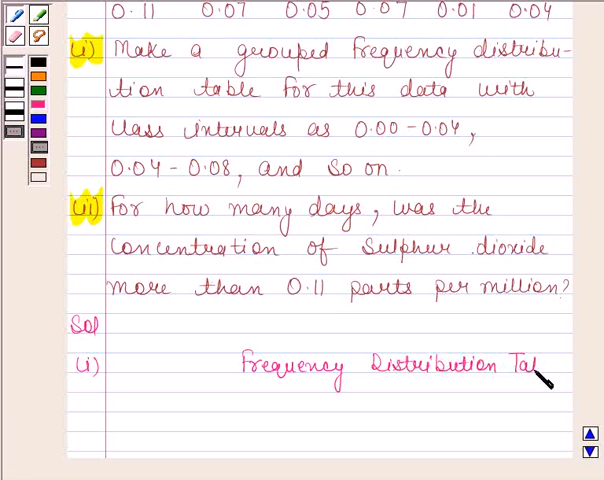 0.11 0.07 0.05 0.07 0.01 0.04
(i) Make a grouped frequency distribu-
tion table for this data with
class intervals as 0.00-0.04,
0.04-0.08, and so on.
(ii) For how many days, was the
concentration of Sulphur dioxide
more than 0.11 parts per million?
Sol
(i) Frequency Distribution Tal